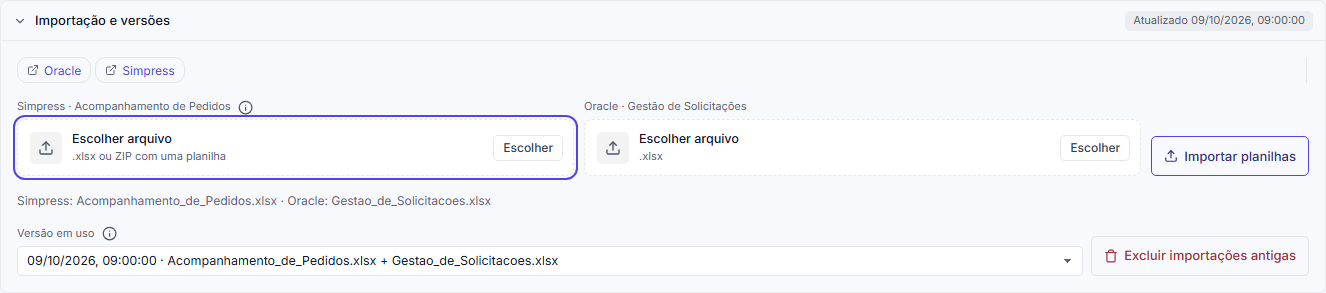 Importação e versões
Atualizado 09/10/2026, 09:00:00
Oracle
Simpress
Simpress · Acompanhamento de Pedidos
Oracle · Gestão de Solicitações
Escolher arquivo
.xlsx ou ZIP com uma planilha
Escolher
Escolher arquivo
.xlsx
Escolher
Importar planilhas
Simpress: Acompanhamento_de_Pedidos.xlsx · Oracle: Gestao_de_Solicitacoes.xlsx
Versão em uso
09/10/2026, 09:00:00 · Acompanhamento_de_Pedidos.xlsx + Gestao_de_Solicitacoes.xlsx
Excluir importações antigas